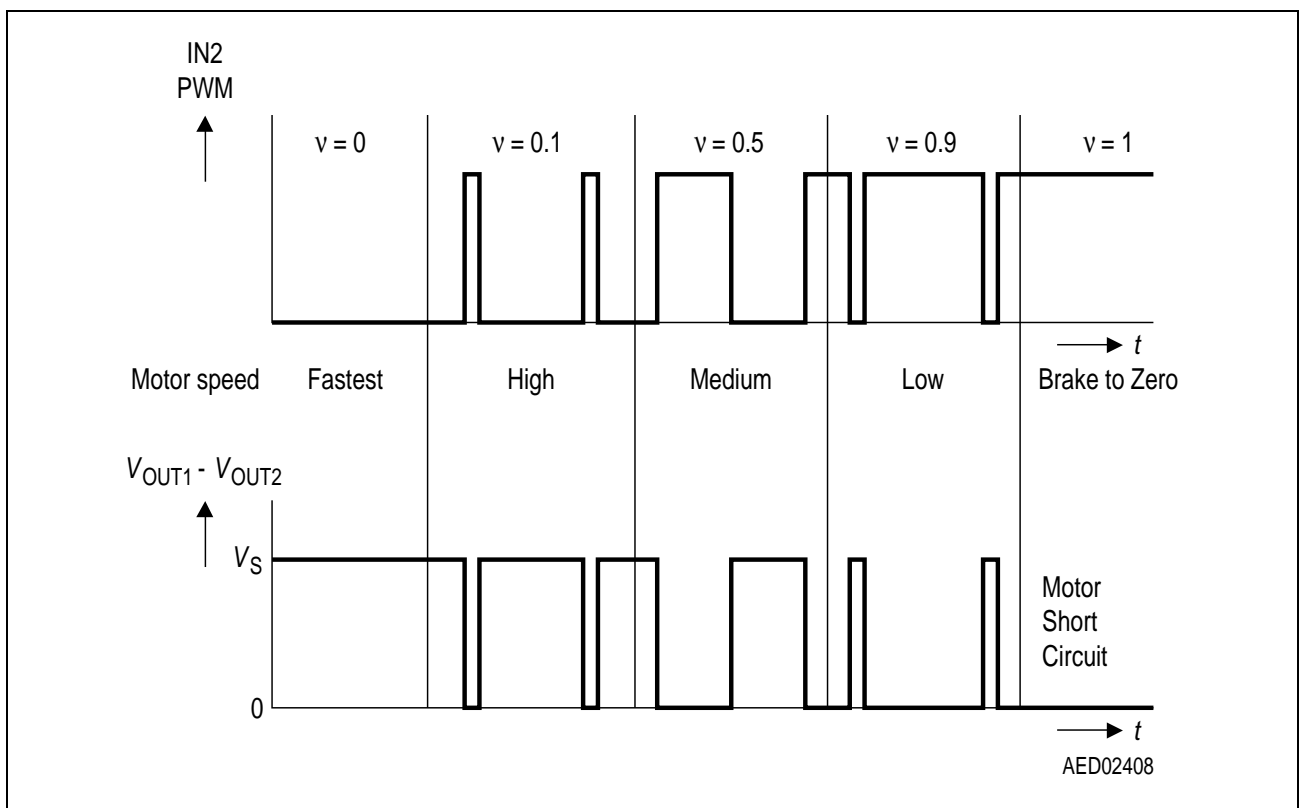 IN2
PWM
ν = 0
ν = 0.1
ν = 0.5
ν = 0.9
ν = 1
t
Motor speed
Fastest
High
Medium
Low
Brake to Zero
VOUT1 - VOUT2
VS
Motor
Short
Circuit
0
t
AED02408